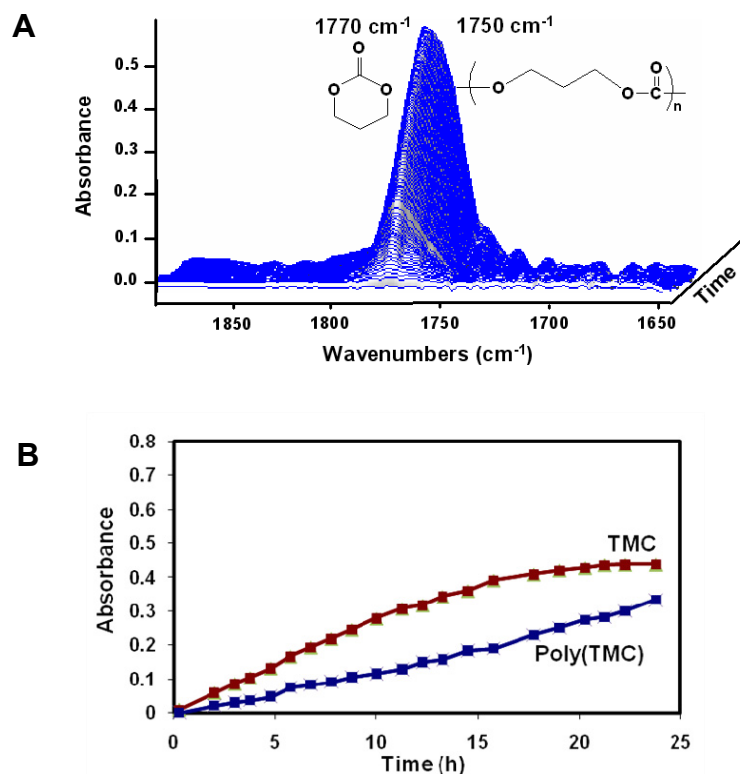 A
1770 cm-1
1750 cm-1
O
O
O
O
O
O
C
n
Absorbance
0.5
0.4
0.3
0.2
0.1
0.0
1850
1800
1750
1700
1650
Time
Wavenumbers (cm-1)
B
Absorbance
0.8
0.7
0.6
0.5
0.4
0.3
0.2
0.1
0
TMC
Poly(TMC)
0
5
10
15
20
25
Time (h)